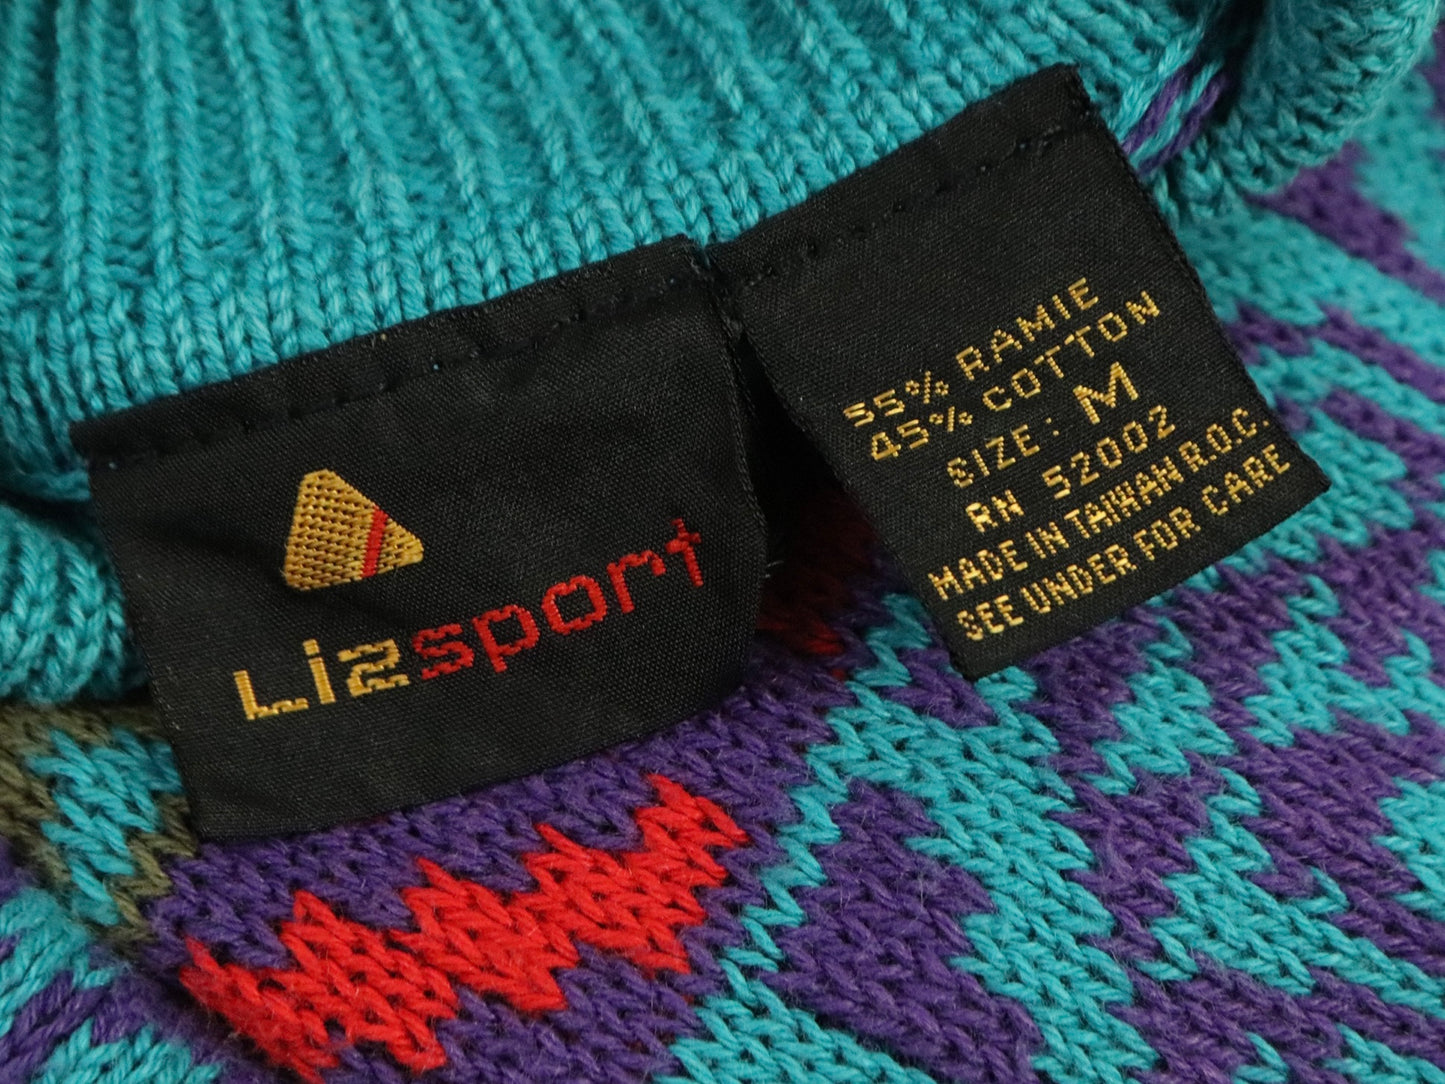 Lizsport
55% RAMIE
45% COTTON
SIZE: M
RN 52002
MADE IN TAIWAN R.O.C.
SEE UNDER FOR CARE